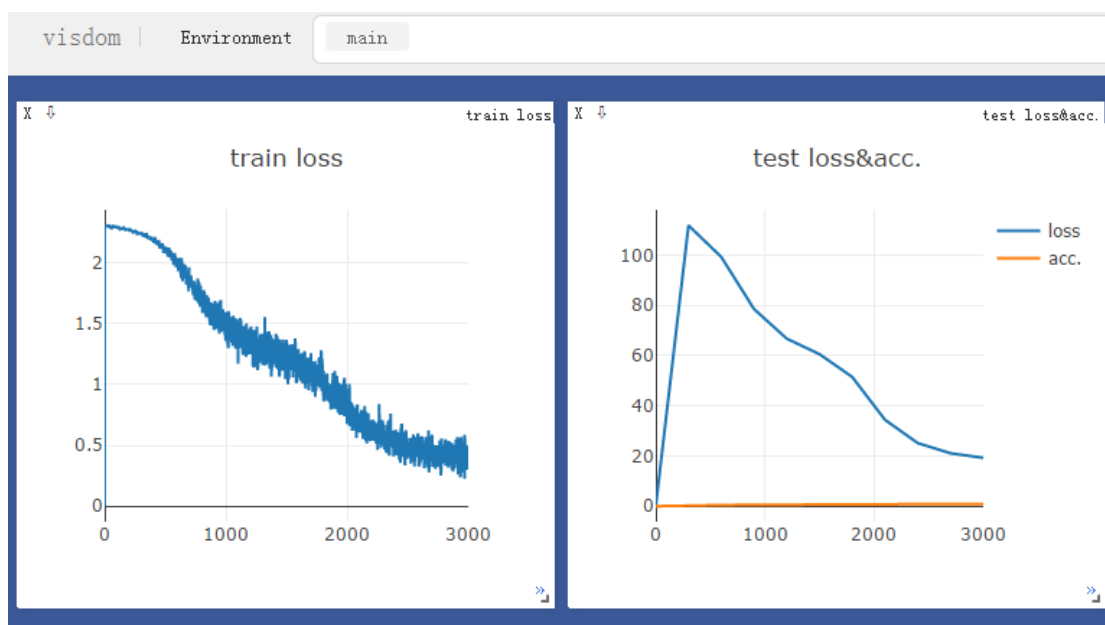 visdom Environment main
X ⇩ train loss
train loss
2
1.5
1
0.5
0
0 1000 2000 3000
X ⇩ test loss&acc.
test loss&acc.
100
80
60
40
20
0
0 1000 2000 3000
loss
acc.